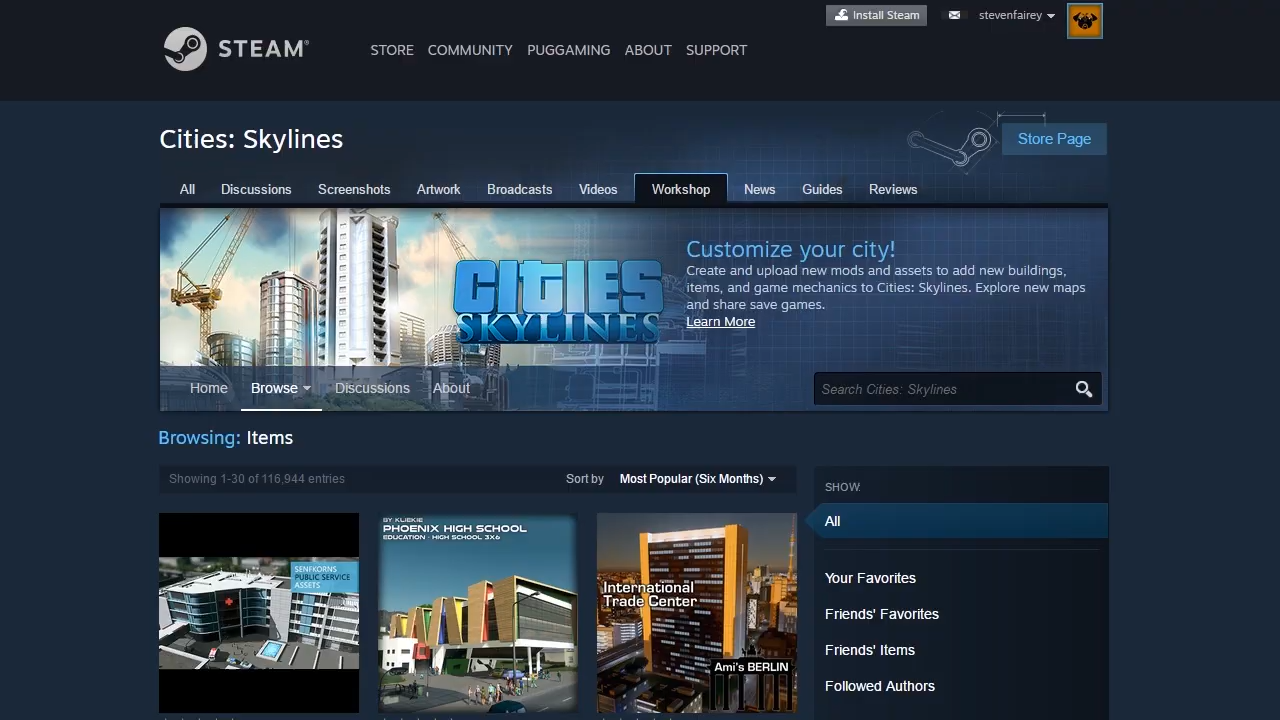 Install Steam
stevenfairey
STEAM®
STORE COMMUNITY PUGGAMING ABOUT SUPPORT
Cities: Skylines
Store Page
All Discussions Screenshots Artwork Broadcasts Videos Workshop News Guides Reviews
CITIES
SKYLINES
Customize your city!
Create and upload new mods and assets to add new buildings,
items, and game mechanics to Cities: Skylines. Explore new maps
and share save games.
Learn More
Home Browse Discussions About
Search Cities: Skylines
Browsing: Items
Showing 1-30 of 116,944 entries
Sort by Most Popular (Six Months)
SENFKORNS
PUBLIC SERVICE
ASSETS
BY KLIEKIE
PHOENIX HIGH SCHOOL
EDUCATION - HIGH SCHOOL 3X6
International
Trade Center
Ami's BERLIN
SHOW:
All
Your Favorites
Friends' Favorites
Friends' Items
Followed Authors